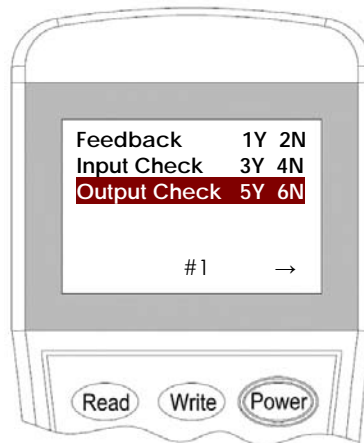 Feedback 1Y 2N
Input Check 3Y 4N
Output Check 5Y 6N
#1 →
Read Write Power